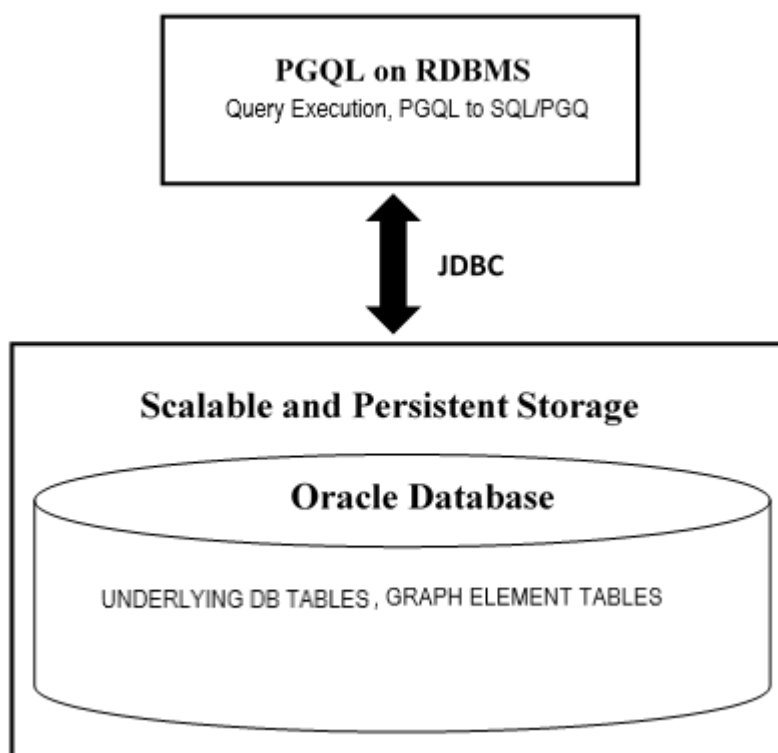 PGQL on RDBMS
Query Execution, PGQL to SQL/PGQ
JDBC
Scalable and Persistent Storage
Oracle Database
UNDERLYING DB TABLES, GRAPH ELEMENT TABLES